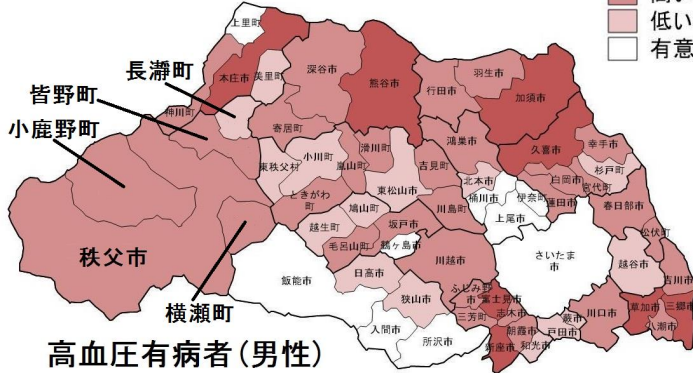 低い
有意
上里町
本庄市
美里町
神川町
長瀞町
皆野町
小鹿野町
深谷市
寄居町
熊谷市
行田市
羽生市
加須市
久喜市
幸手市
杉戸町
宮代町
白岡市
蓮田市
春日部市
松伏町
鴻巣市
北本市
桶川市
伊奈町
上尾市
東秩父村
小川町
嵐山町
滑川町
東松山市
吉見町
川島町
ときがわ
町
鳩山町
越生町
毛呂山町
坂戸市
鶴ヶ島市
川越市
さいたま
市
越谷市
吉川市
三郷市
草加市
八潮市
川口市
蕨市
戸田市
秩父市
横瀬町
飯能市
日高市
狭山市
入間市
所沢市
ふじみ野
市
富士見市
三芳町
志木市
朝霞市
新座市
和光市
高血圧有病者(男性)